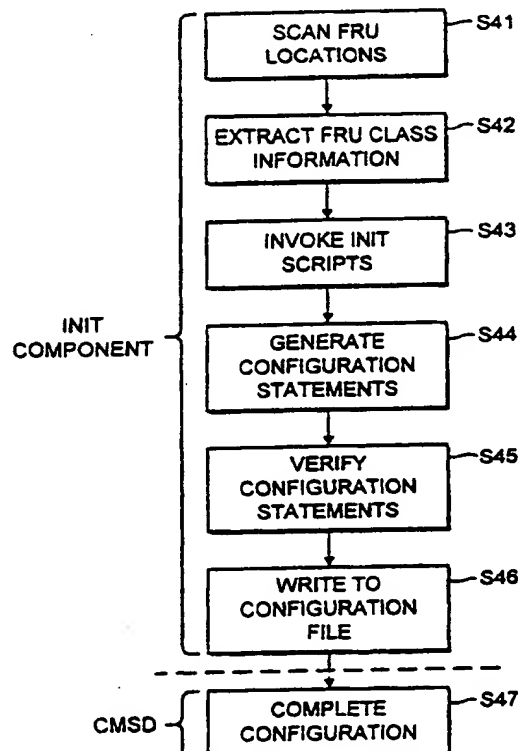 SCAN FRU
LOCATIONS
S41
EXTRACT FRU CLASS
INFORMATION
S42
INVOKE INIT
SCRIPTS
S43
INIT
COMPONENT
GENERATE
CONFIGURATION
STATEMENTS
S44
VERIFY
CONFIGURATION
STATEMENTS
S45
WRITE TO
CONFIGURATION
FILE
S46
CMSD
COMPLETE
CONFIGURATION
S47